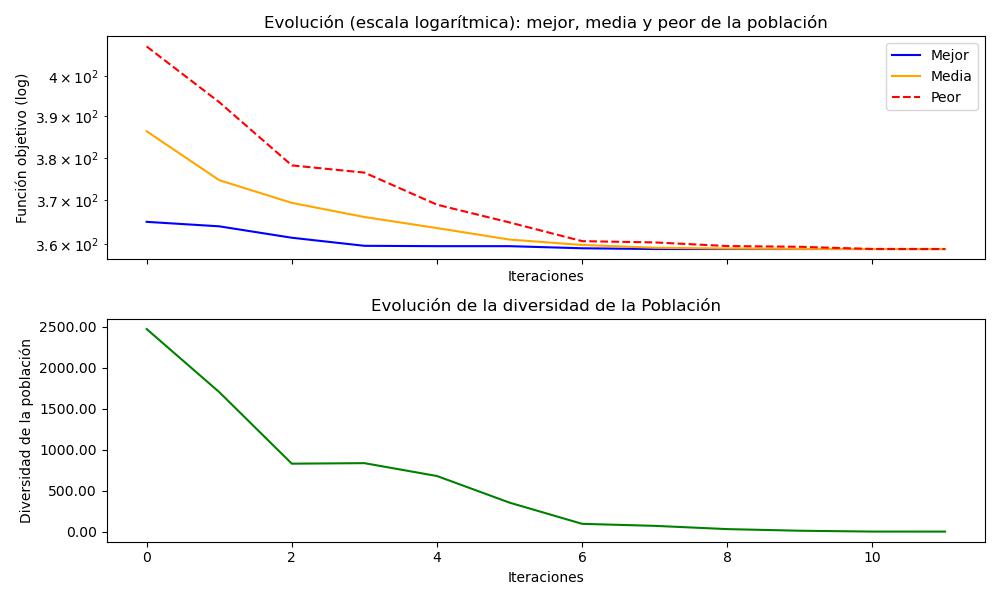 Evolución (escala logarítmica): mejor, media y peor de la población
Función objetivo (log)
4 × 10²
3.9 × 10²
3.8 × 10²
3.7 × 10²
3.6 × 10²
Mejor
Media
Peor
Iteraciones
Evolución de la diversidad de la Población
Diversidad de la población
2500.00
2000.00
1500.00
1000.00
500.00
0.00
0 2 4 6 8 10
Iteraciones